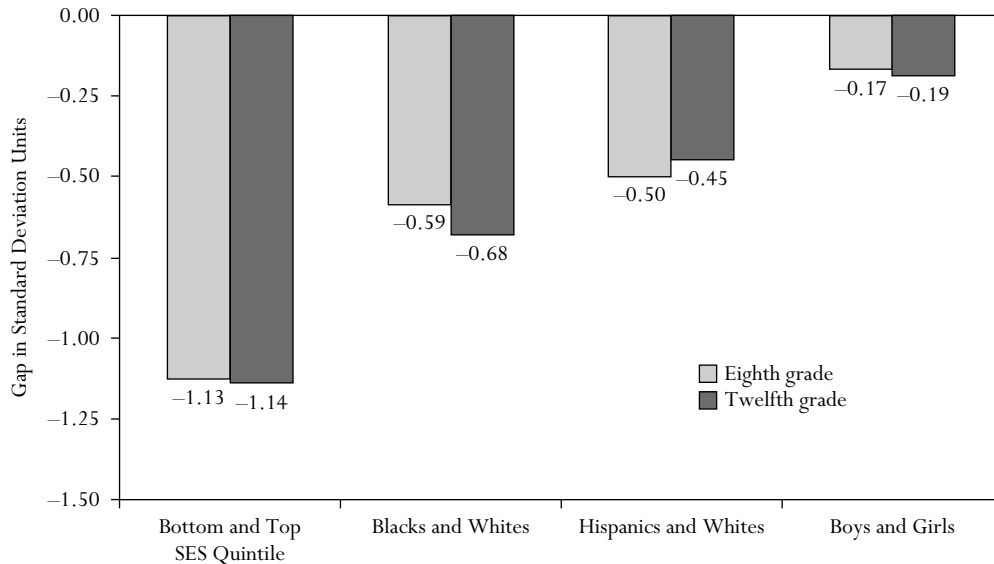 Gap in Standard Deviation Units
0.00
–0.25
–0.50
–0.75
–1.00
–1.25
–1.50
–1.13
–1.14
–0.59
–0.68
–0.50
–0.45
–0.17
–0.19
Eighth grade
Twelfth grade
Bottom and Top
SES Quintile
Blacks and Whites
Hispanics and Whites
Boys and Girls